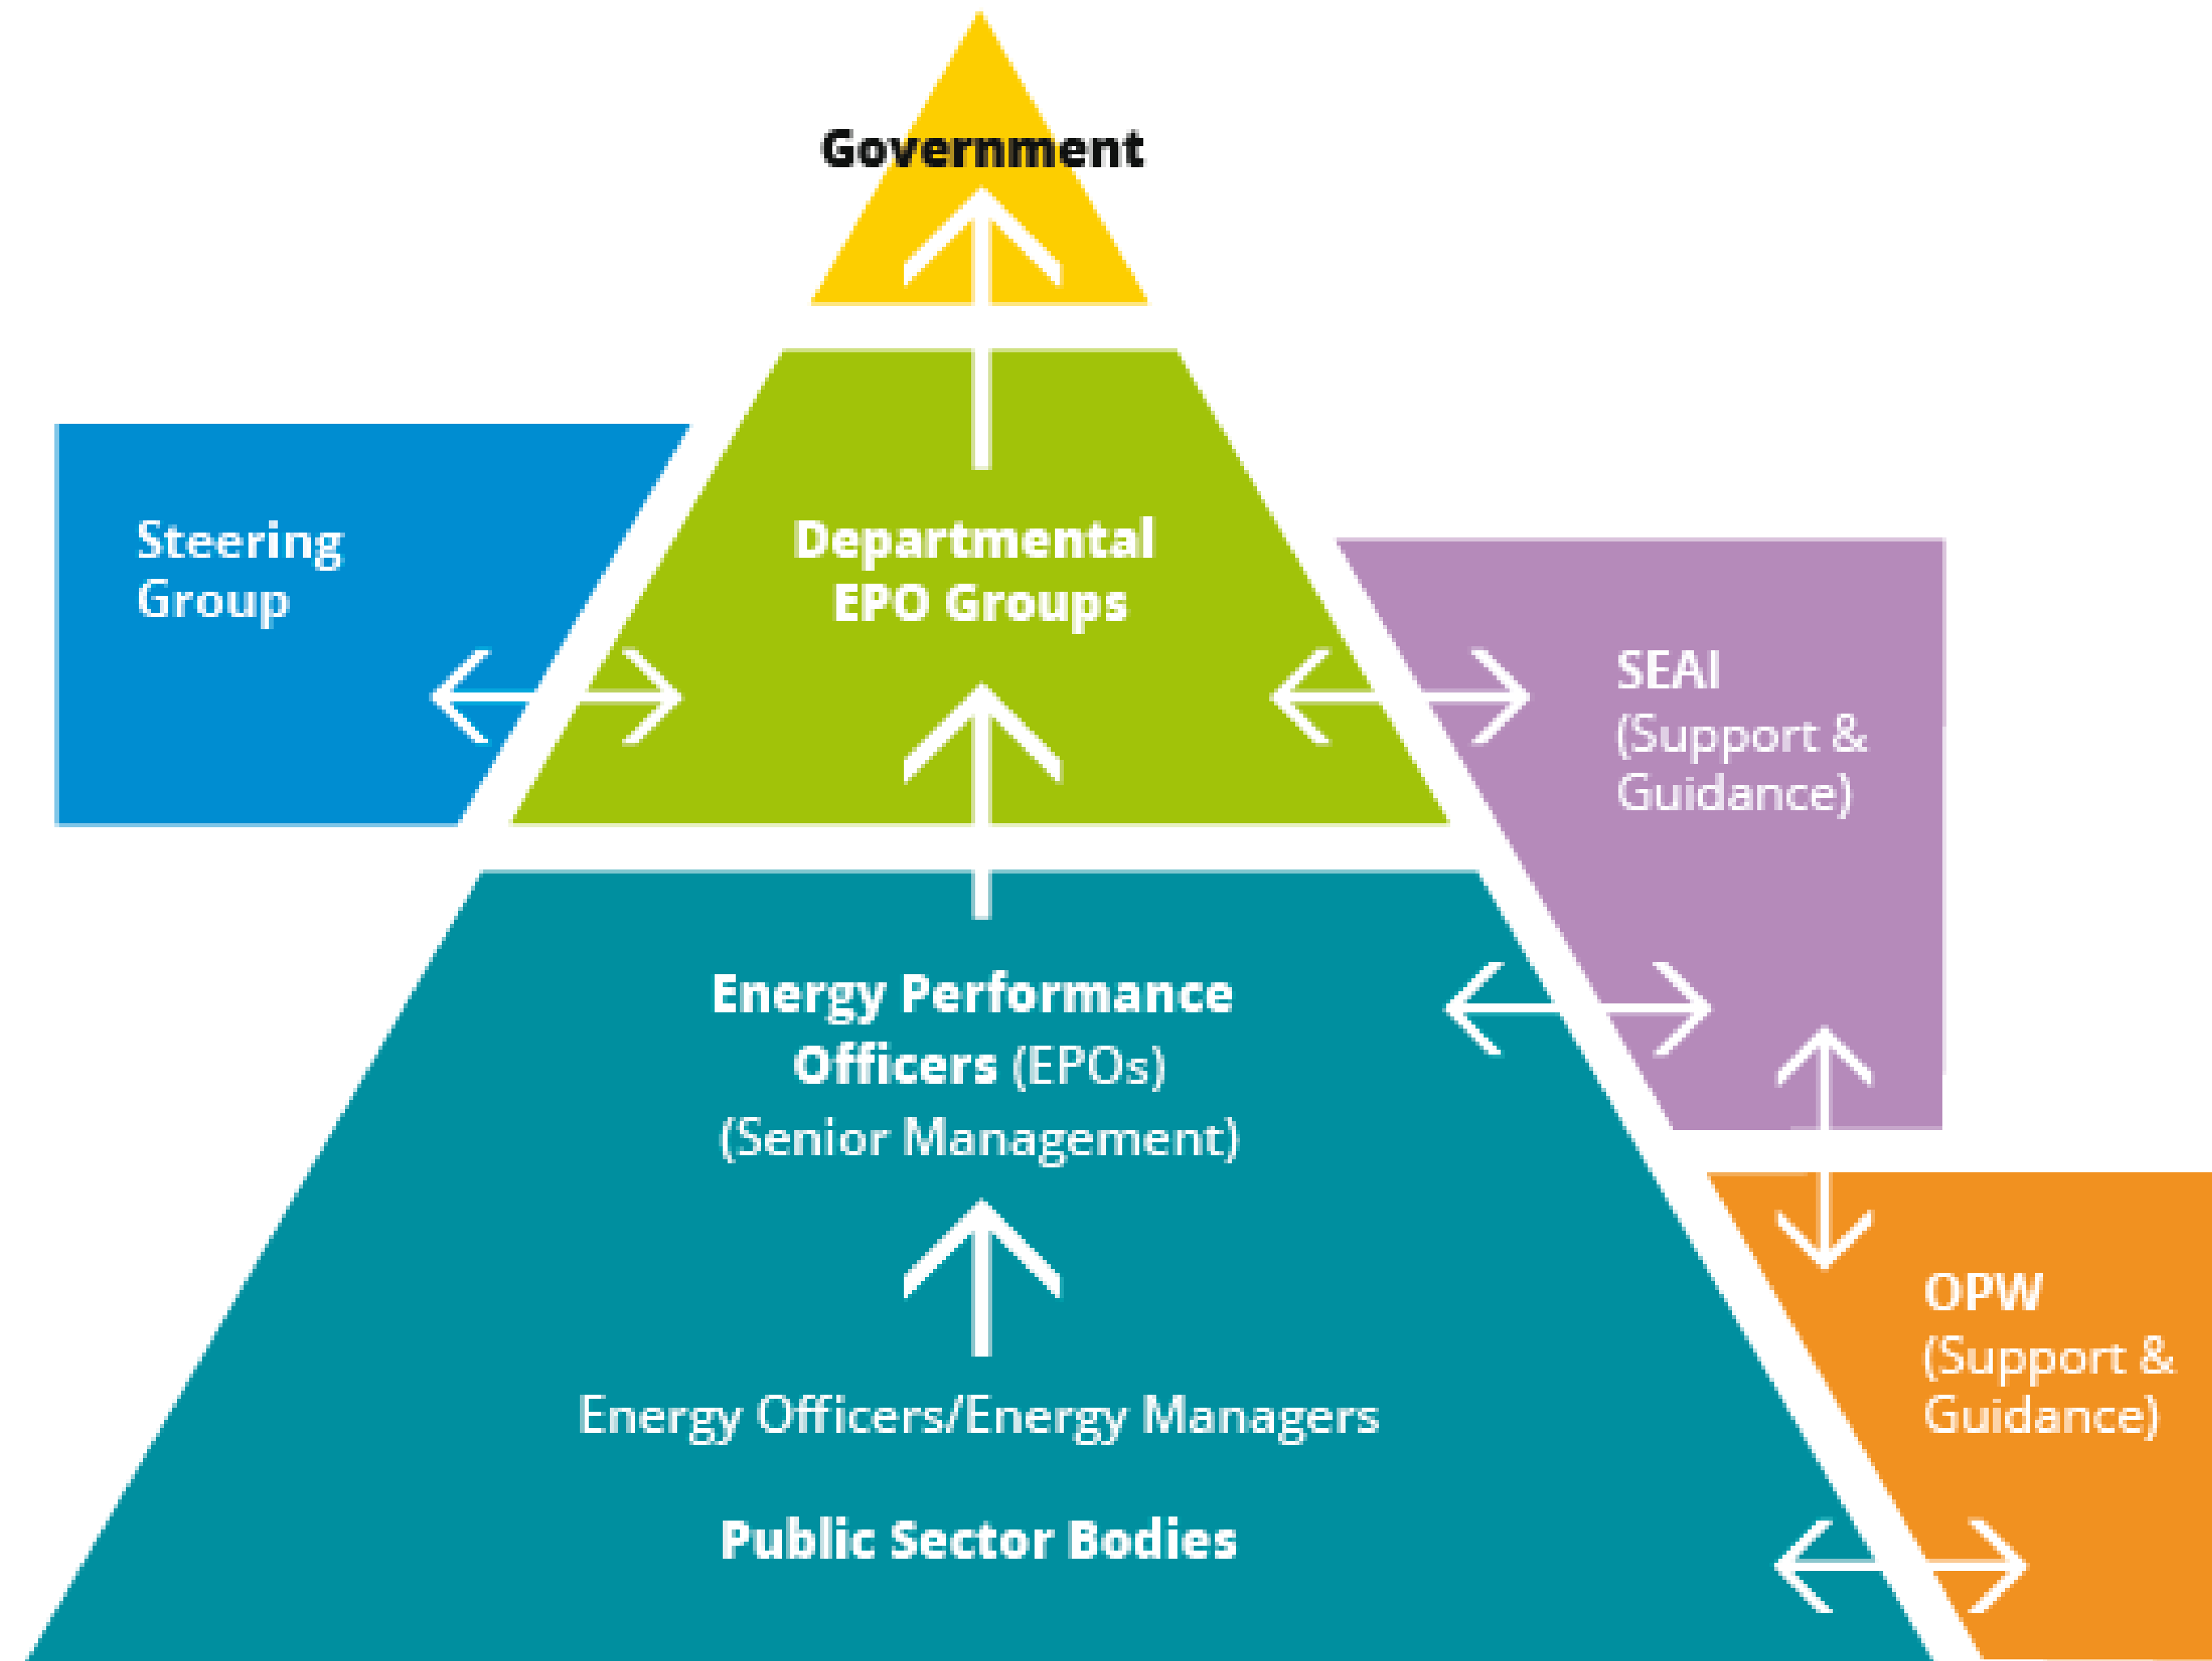 Government
Steering
Group
Departmental
EPO Groups
SEAI
(Support &
Guidance)
Energy Performance
Officers (EPOs)
(Senior Management)
Energy Officers/Energy Managers
Public Sector Bodies
OPW
(Support &
Guidance)